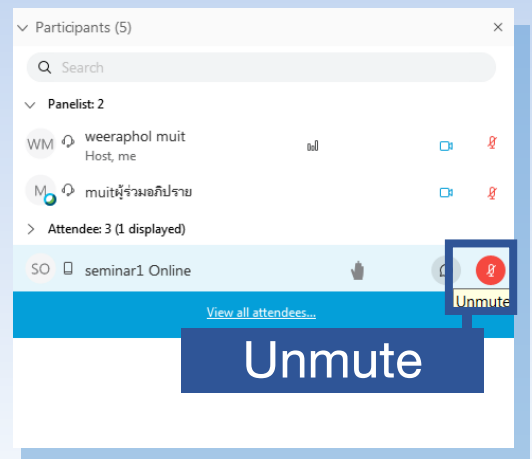 Participants (5)
Search
Panelist: 2
WM
weeraphol muit
Host, me
M
muitผู้ร่วมอภิปราย
Attendee: 3 (1 displayed)
SO
seminar1 Online
Unmute
View all attendees...
Unmute